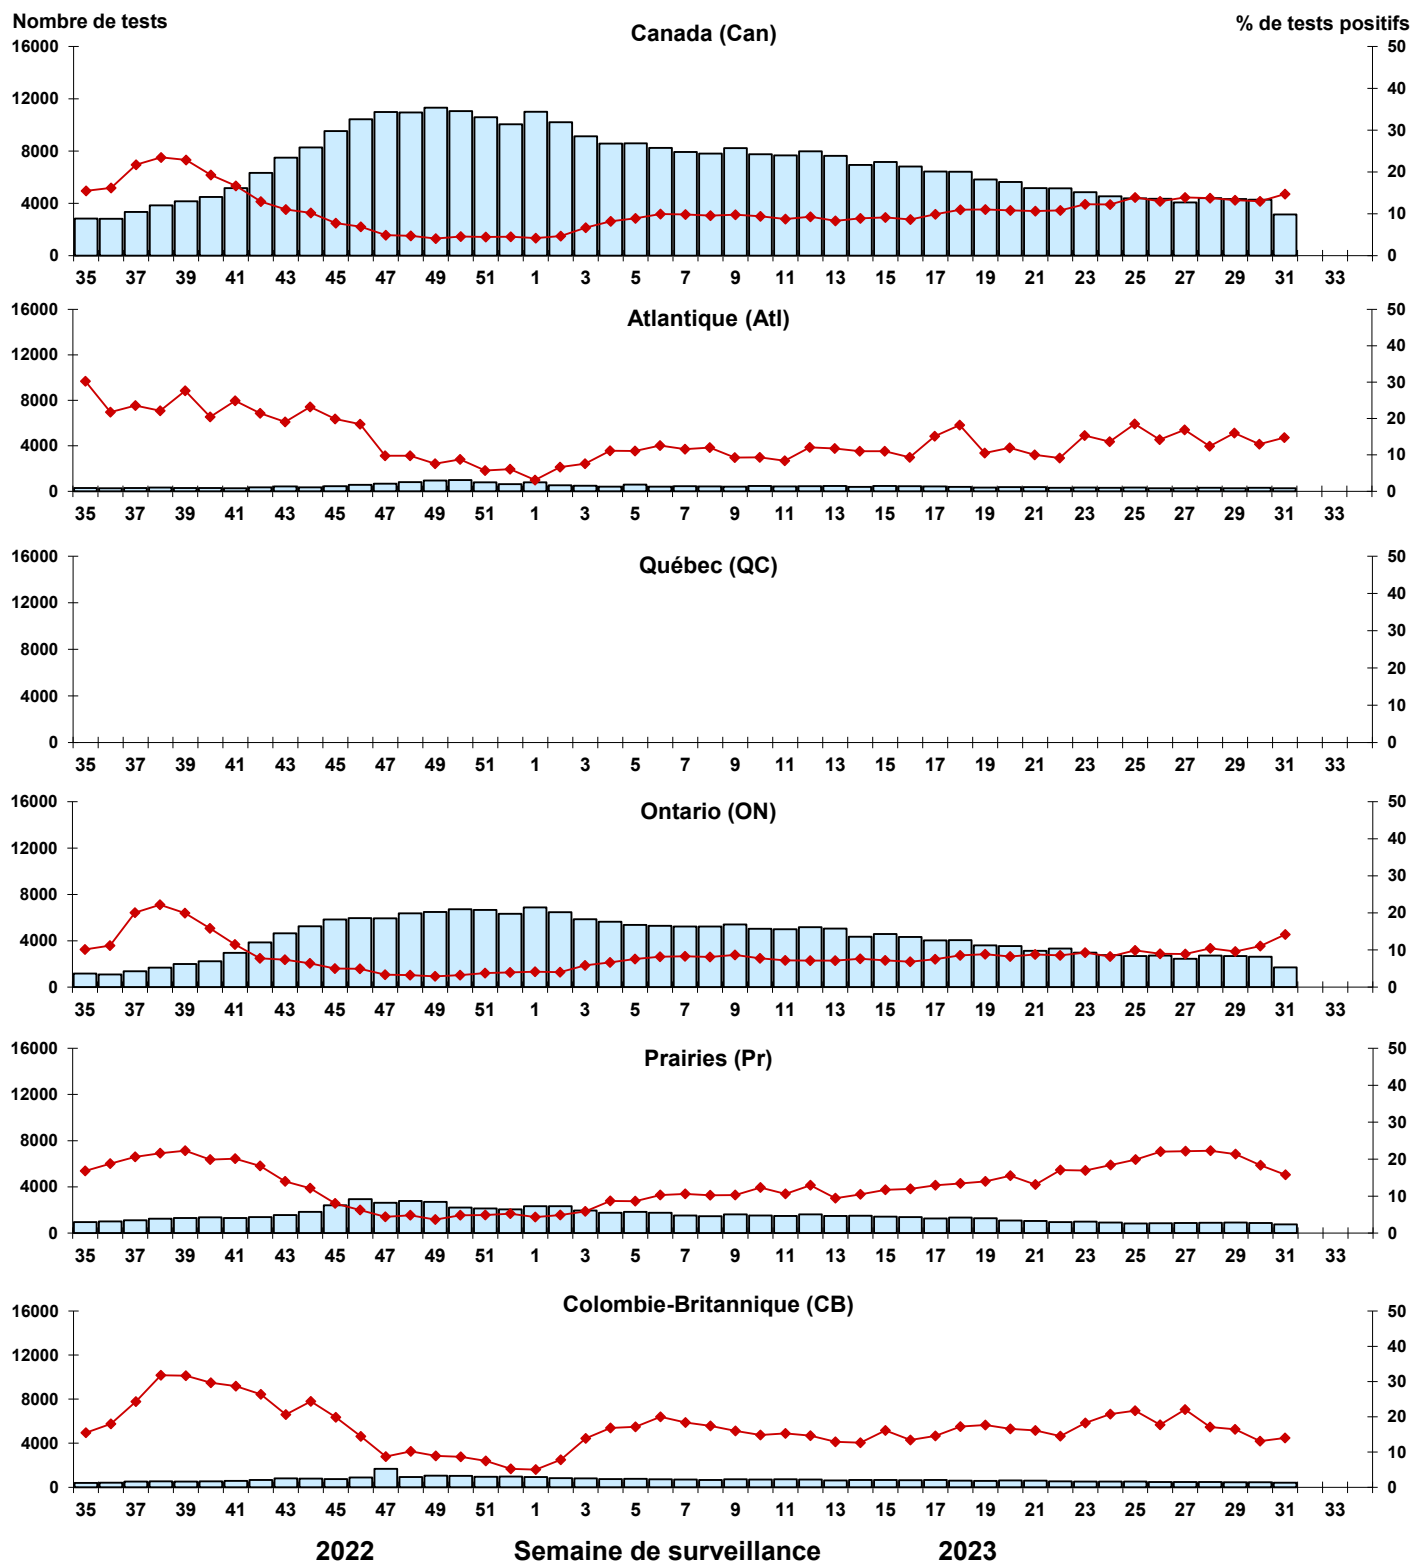 Nombre de tests
% de tests positifs
Canada (Can)
16000 50
12000 40
8000 30
4000 20
0 10
0
35 37 39 41 43 45 47 49 51 1 3 5 7 9 11 13 15 17 19 21 23 25 27 29 31 33
Atlantique (Atl)
16000 50
12000 40
8000 30
4000 20
0 10
0
35 37 39 41 43 45 47 49 51 1 3 5 7 9 11 13 15 17 19 21 23 25 27 29 31 33
Québec (QC)
16000 50
12000 40
8000 30
4000 20
0 10
0
35 37 39 41 43 45 47 49 51 1 3 5 7 9 11 13 15 17 19 21 23 25 27 29 31 33
Ontario (ON)
16000 50
12000 40
8000 30
4000 20
0 10
0
35 37 39 41 43 45 47 49 51 1 3 5 7 9 11 13 15 17 19 21 23 25 27 29 31 33
Prairies (Pr)
16000 50
12000 40
8000 30
4000 20
0 10
0
35 37 39 41 43 45 47 49 51 1 3 5 7 9 11 13 15 17 19 21 23 25 27 29 31 33
Colombie-Britannique (CB)
16000 50
12000 40
8000 30
4000 20
0 10
0
35 37 39 41 43 45 47 49 51 1 3 5 7 9 11 13 15 17 19 21 23 25 27 29 31 33
2022 Semaine de surveillance 2023